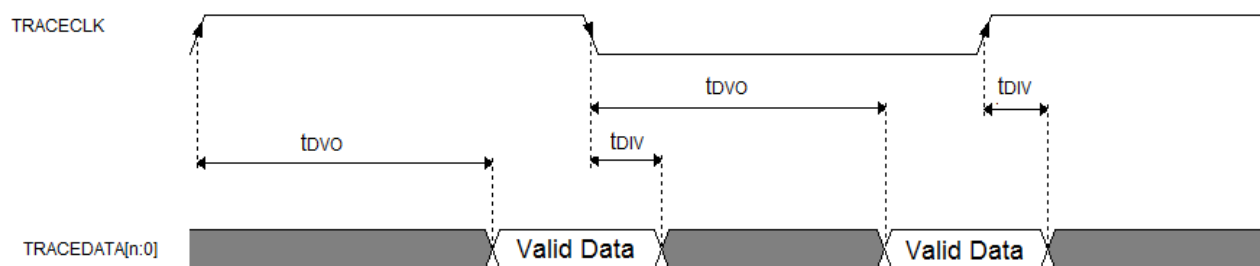 TRACECLK
tDVO
tDIV
tDVO
tDIV
TRACEDATA[n:0]
Valid Data
Valid Data